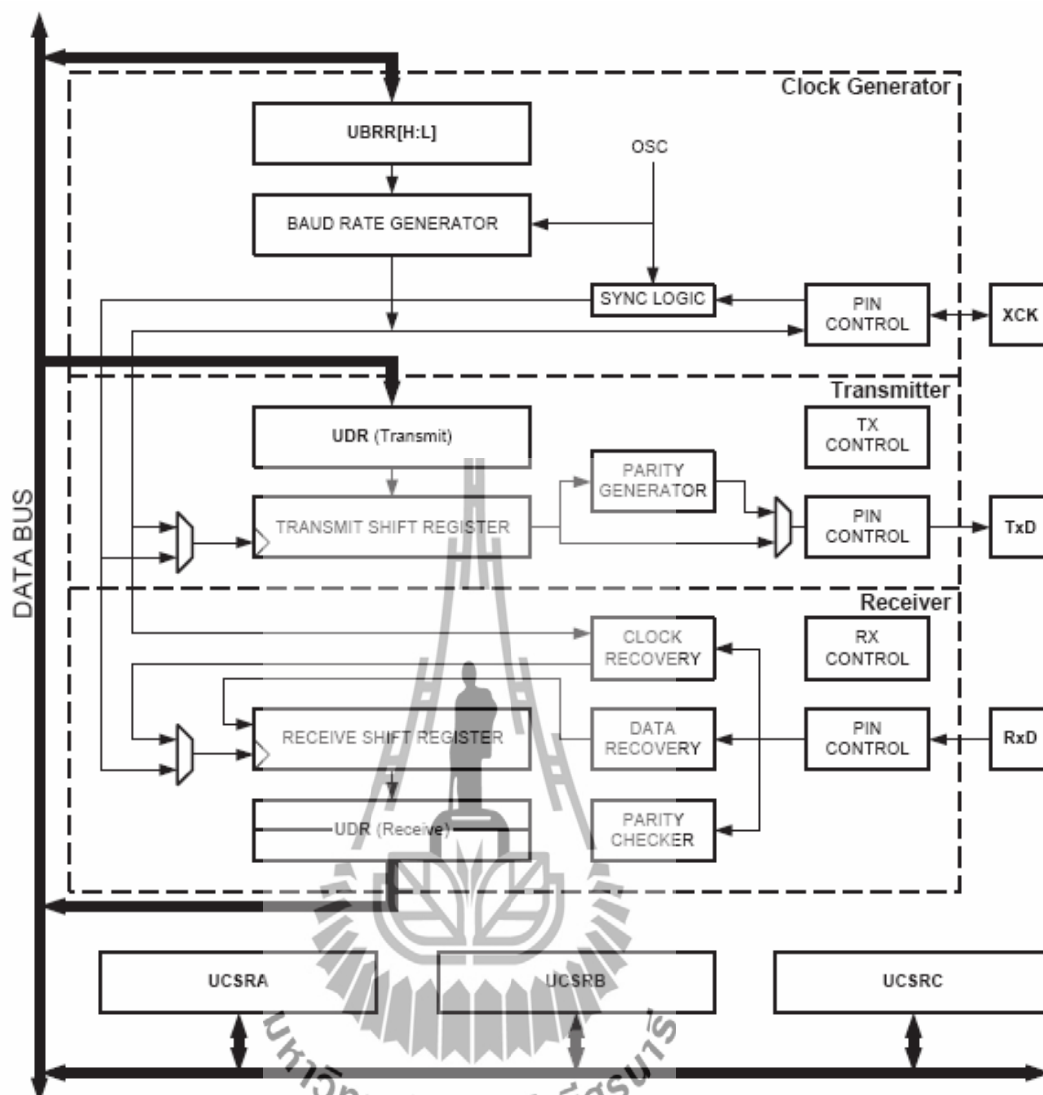 Clock Generator
UBRR[H:L]
OSC
BAUD RATE GENERATOR
SYNC LOGIC
PIN
CONTROL
XCK
Transmitter
UDR (Transmit)
TX
CONTROL
PARITY
GENERATOR
TRANSMIT SHIFT REGISTER
PIN
CONTROL
TxD
DATA BUS
Receiver
CLOCK
RECOVERY
RX
CONTROL
RECEIVE SHIFT REGISTER
DATA
RECOVERY
PIN
CONTROL
RxD
UDR (Receive)
PARITY
CHECKER
UCSRA
UCSRB
UCSRC